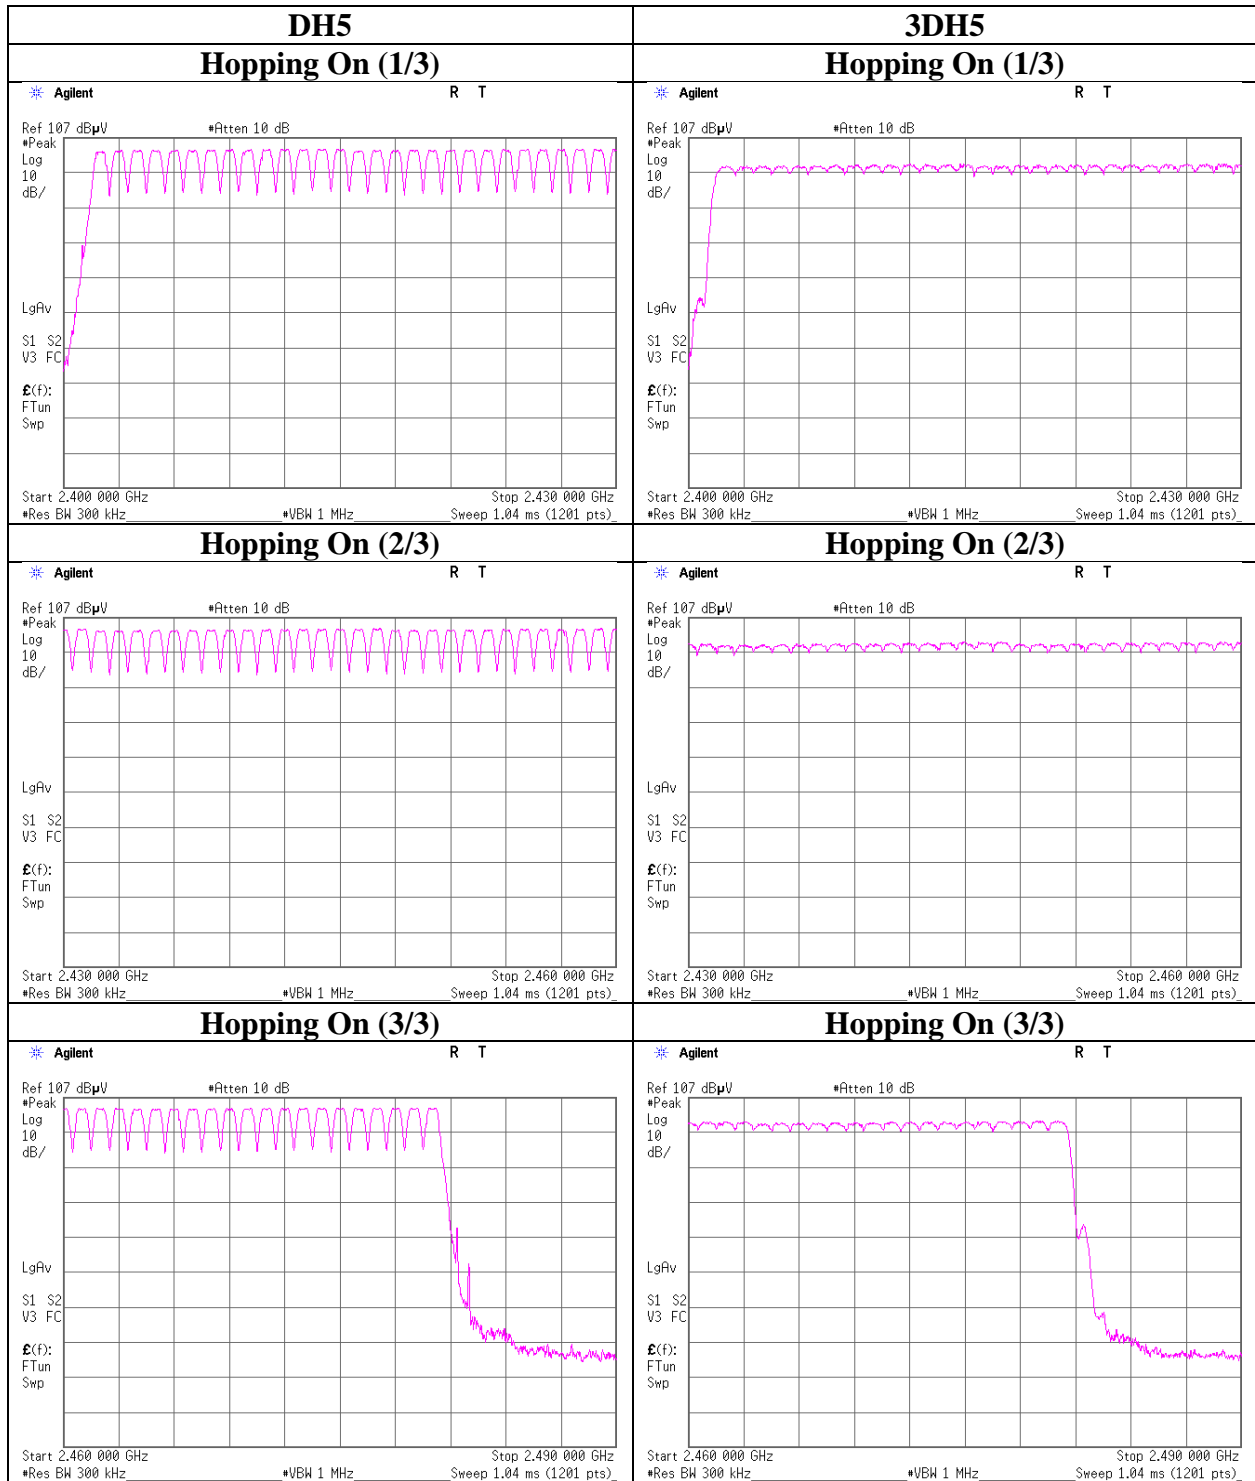 DH5 3DH5
Hopping On (1/3) Hopping On (1/3)
Agilent R T
Ref 107 dBµV #Atten 10 dB
#Peak
Log
10
dB/
LgAv
S1 S2
V3 FC
£(f):
FTun
Swp
Start 2.400 000 GHz Stop 2.430 000 GHz
#Res BW 300 kHz #VBW 1 MHz Sweep 1.04 ms (1201 pts)
Agilent R T
Ref 107 dBµV #Atten 10 dB
#Peak
Log
10
dB/
LgAv
S1 S2
V3 FC
£(f):
FTun
Swp
Start 2.400 000 GHz Stop 2.430 000 GHz
#Res BW 300 kHz #VBW 1 MHz Sweep 1.04 ms (1201 pts)
Hopping On (2/3) Hopping On (2/3)
Agilent R T
Ref 107 dBµV #Atten 10 dB
#Peak
Log
10
dB/
LgAv
S1 S2
V3 FC
£(f):
FTun
Swp
Start 2.430 000 GHz Stop 2.460 000 GHz
#Res BW 300 kHz #VBW 1 MHz Sweep 1.04 ms (1201 pts)
Agilent R T
Ref 107 dBµV #Atten 10 dB
#Peak
Log
10
dB/
LgAv
S1 S2
V3 FC
£(f):
FTun
Swp
Start 2.430 000 GHz Stop 2.460 000 GHz
#Res BW 300 kHz #VBW 1 MHz Sweep 1.04 ms (1201 pts)
Hopping On (3/3) Hopping On (3/3)
Agilent R T
Ref 107 dBµV #Atten 10 dB
#Peak
Log
10
dB/
LgAv
S1 S2
V3 FC
£(f):
FTun
Swp
Start 2.460 000 GHz Stop 2.490 000 GHz
#Res BW 300 kHz #VBW 1 MHz Sweep 1.04 ms (1201 pts)
Agilent R T
Ref 107 dBµV #Atten 10 dB
#Peak
Log
10
dB/
LgAv
S1 S2
V3 FC
£(f):
FTun
Swp
Start 2.460 000 GHz Stop 2.490 000 GHz
#Res BW 300 kHz #VBW 1 MHz Sweep 1.04 ms (1201 pts)